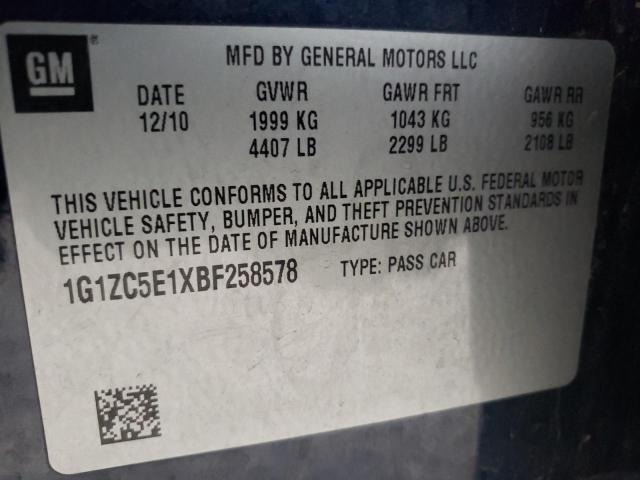 GM®
MFD BY GENERAL MOTORS LLC
DATE GVWR GAWR FRT GAWR RR
12/10 1999 KG 1043 KG 956 KG
4407 LB 2299 LB 2108 LB
THIS VEHICLE CONFORMS TO ALL APPLICABLE U.S. FEDERAL MOTOR
VEHICLE SAFETY, BUMPER, AND THEFT PREVENTION STANDARDS IN
EFFECT ON THE DATE OF MANUFACTURE SHOWN ABOVE.
1G1ZC5E1XBF258578 TYPE: PASS CAR